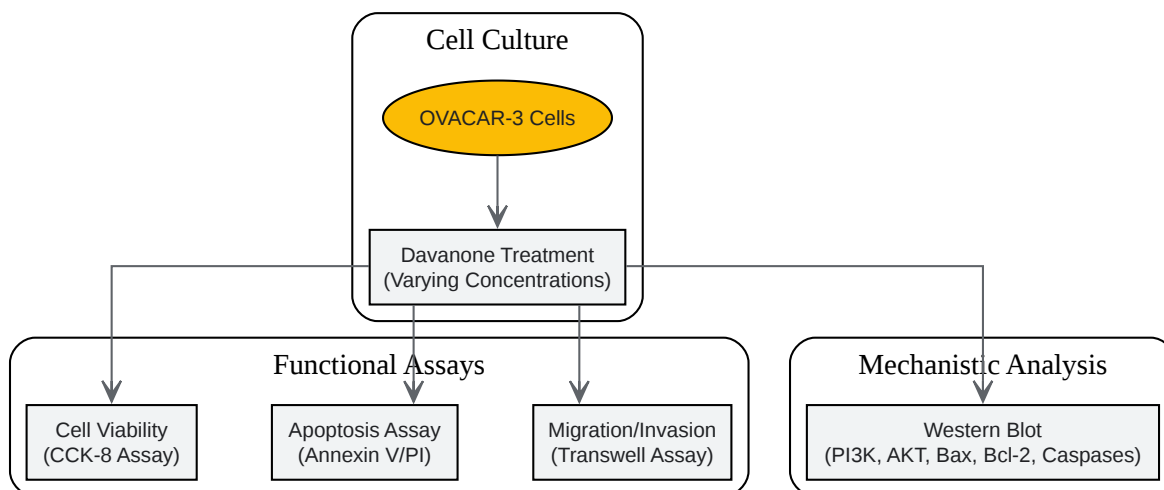 Cell Culture
OVACAR-3 Cells
Davanone Treatment
(Varying Concentrations)
Functional Assays
Mechanistic Analysis
Cell Viability
(CCK-8 Assay)
Apoptosis Assay
(Annexin V/PI)
Migration/Invasion
(Transwell Assay)
Western Blot
(PI3K, AKT, Bax, Bcl-2, Caspases)